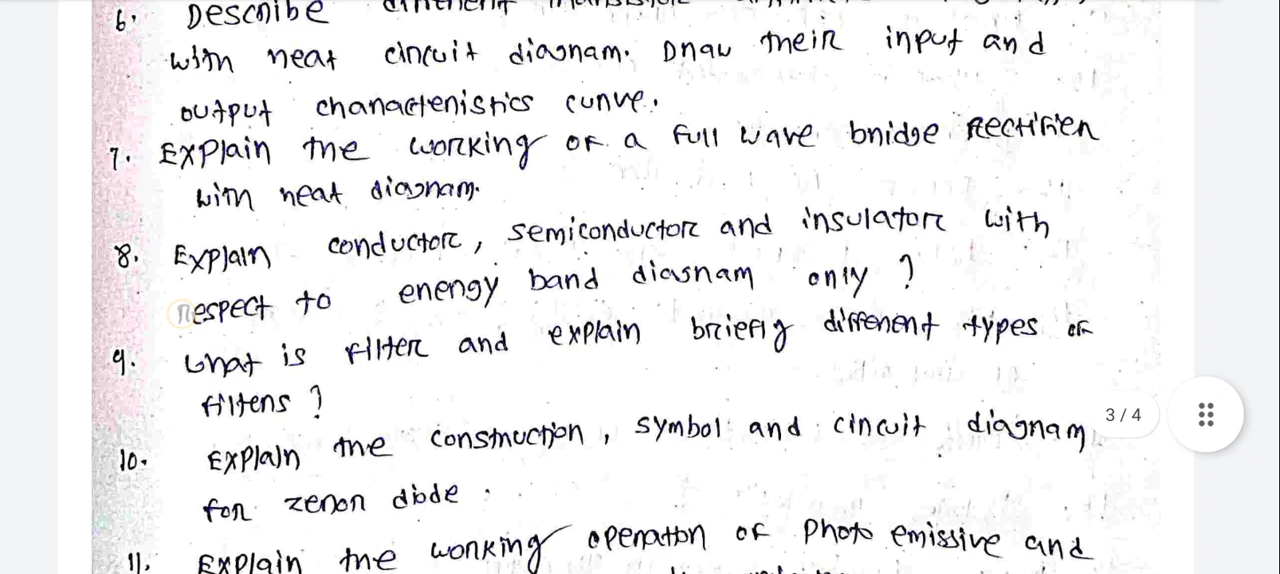 6. Describe different
with neat circuit diagram. Draw their input and
output characteristics curve.
7. Explain the working of a full wave bridge rectifier
with neat diagram.
8. Explain conductor, semiconductor and insulator with
respect to energy band diagram only ?
9. What is filter and explain briefly different types of
filters ?
10. Explain the construction, symbol and circuit diagram
for zenor diode.
3 / 4
11. Explain the working operation of Photo emissive and